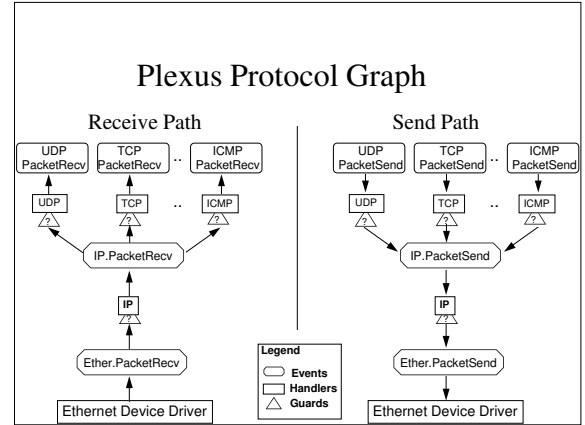 Plexus Protocol Graph
Receive Path
UDP
PacketRecv
TCP
PacketRecv
..
ICMP
PacketRecv
UDP
TCP
..
ICMP
?
?
?
IP.PacketRecv
IP
?
Ether.PacketRecv
Ethernet Device Driver
Send Path
UDP
PacketSend
TCP
PacketSend
..
ICMP
PacketSend
UDP
TCP
..
ICMP
?
?
?
IP.PacketSend
IP
?
Ether.PacketSend
Ethernet Device Driver
Legend
Events
Handlers
Guards